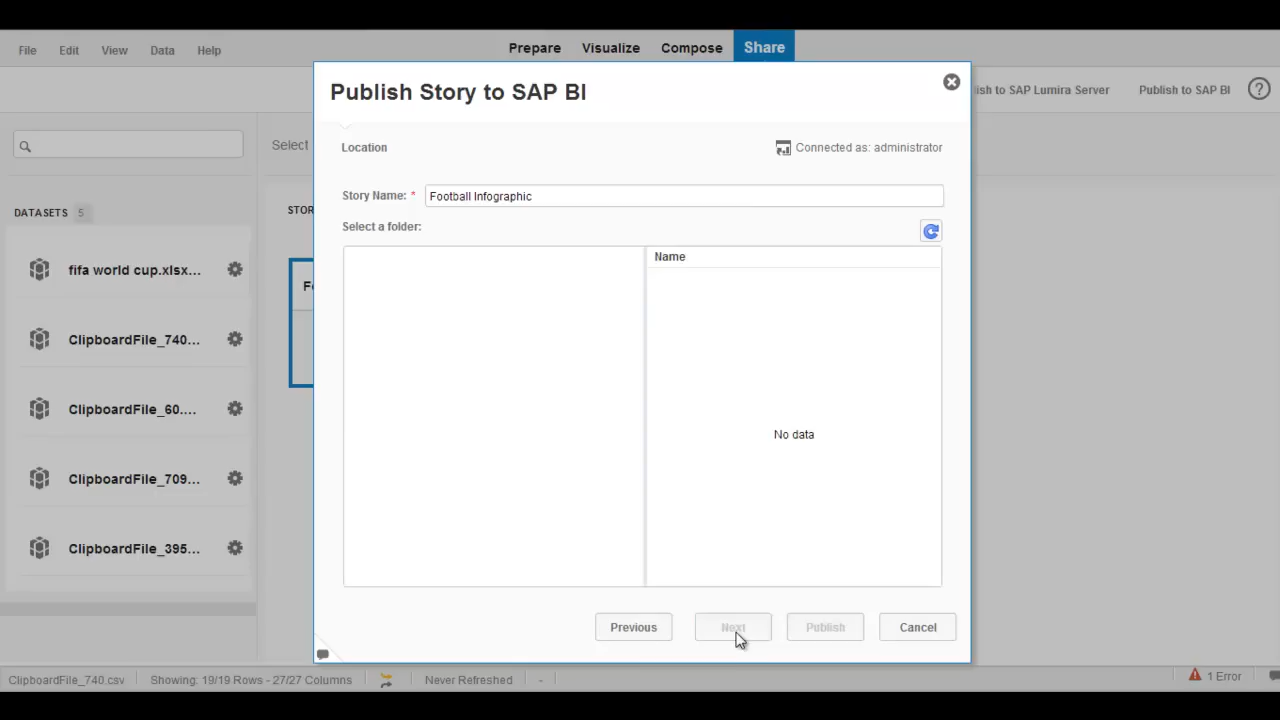 File Edit View Data Help
Prepare Visualize Compose Share
Publish Story to SAP BI
ish to SAP Lumira Server Publish to SAP BI ?
Select
Location
Connected as: administrator
Story Name: * Football Infographic
DATASETS 5
STOR
Select a folder:
Name
fifa world cup.xlsx...
ClipboardFile_740...
ClipboardFile_60....
No data
ClipboardFile_709...
ClipboardFile_395...
Previous Next Publish Cancel
ClipboardFile_740.csv Showing: 19/19 Rows - 27/27 Columns Never Refreshed - 1 Error